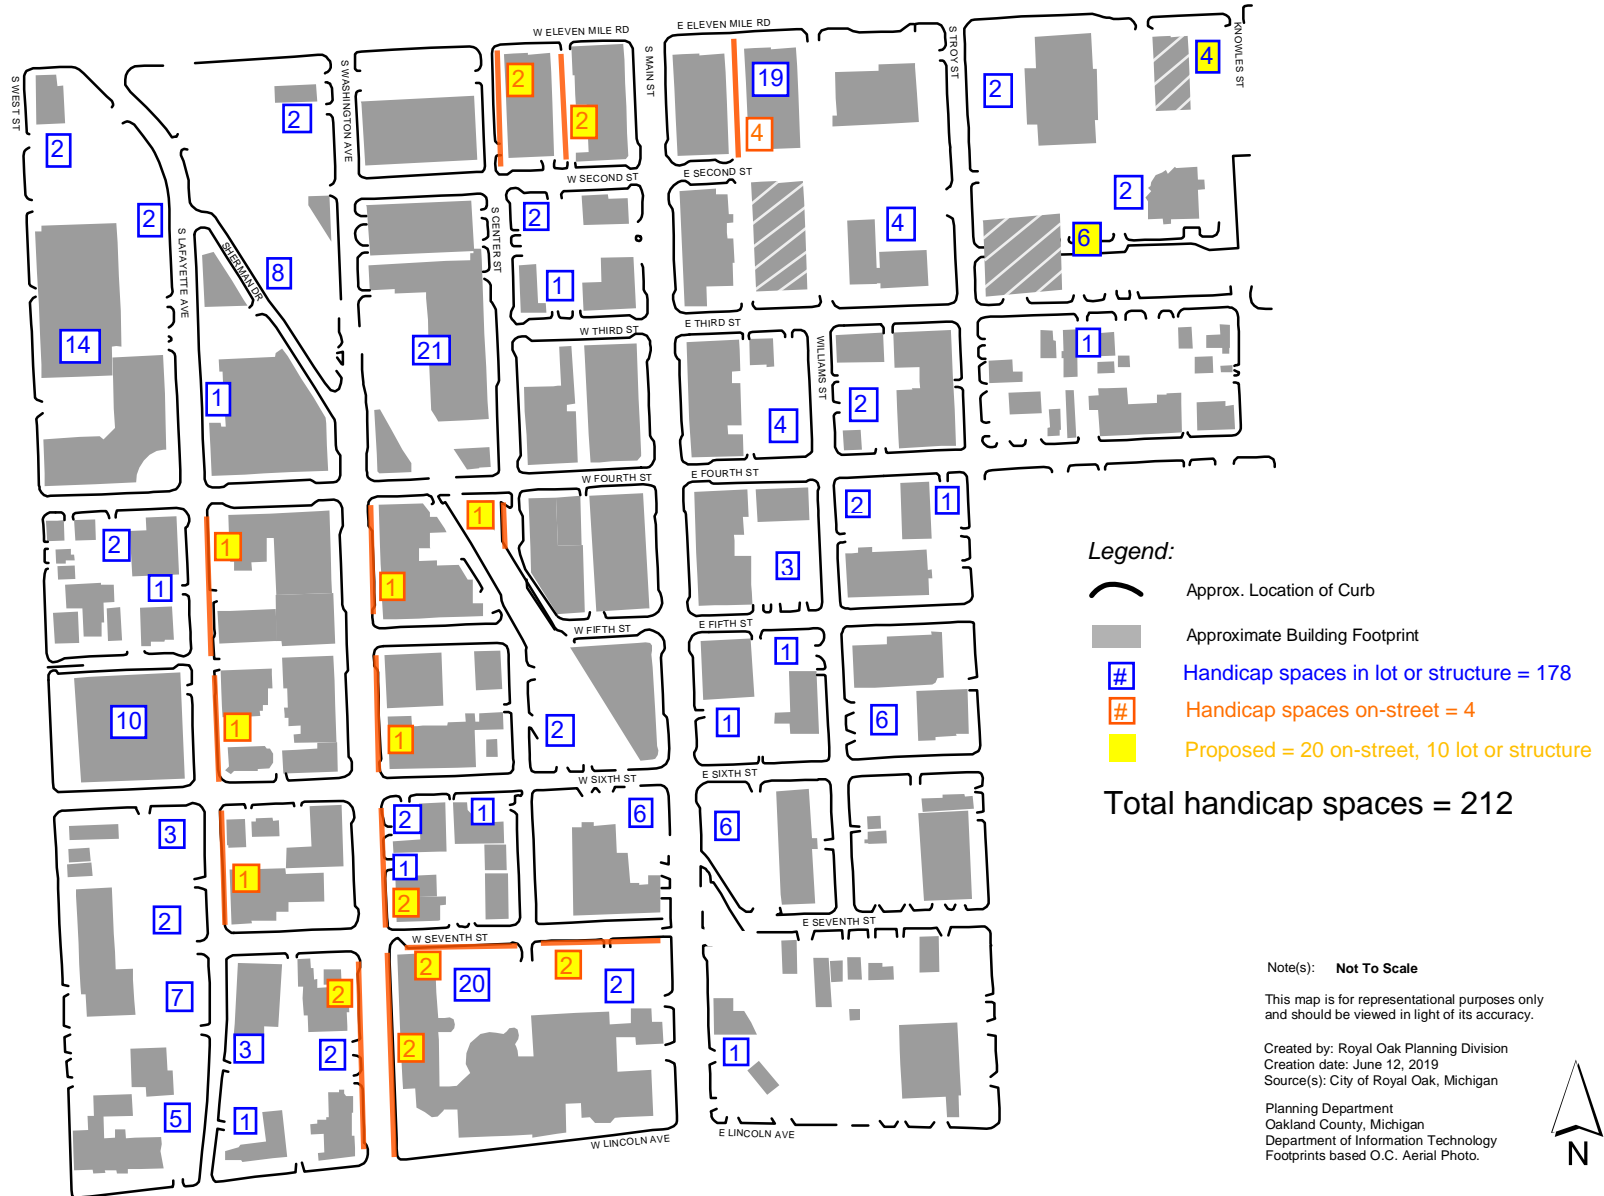 W ELEVEN MILE RD
E ELEVEN MILE RD
S WEST ST
S WASHINGTON AVE
S MAIN ST
S TROY ST
KNOWLES ST
2
2
2
2
19
4
2
4
W SECOND ST
E SECOND ST
2
S LAFAYETTE AVE
SHERMAN DR
8
S CENTER ST
2
1
4
2
6
W THIRD ST
E THIRD ST
WILLIAMS ST
14
1
21
4
2
1
W FOURTH ST
E FOURTH ST
2
1
1
1
1
3
2
1
W FIFTH ST
E FIFTH ST
10
1
1
2
1
1
6
W SIXTH ST
E SIXTH ST
3
2
1
2
1
1
2
6
6
W SEVENTH ST
E SEVENTH ST
7
5
3
1
2
2
2
20
2
2
2
1
W LINCOLN AVE
E LINCOLN AVE
Legend:
Approx. Location of Curb
Approximate Building Footprint
# Handicap spaces in lot or structure = 178
# Handicap spaces on-street = 4
Proposed = 20 on-street, 10 lot or structure
Total handicap spaces = 212
Note(s): Not To Scale
This map is for representational purposes only
and should be viewed in light of its accuracy.
Created by: Royal Oak Planning Division
Creation date: June 12, 2019
Source(s): City of Royal Oak, Michigan
Planning Department
Oakland County, Michigan
Department of Information Technology
Footprints based O.C. Aerial Photo.
N